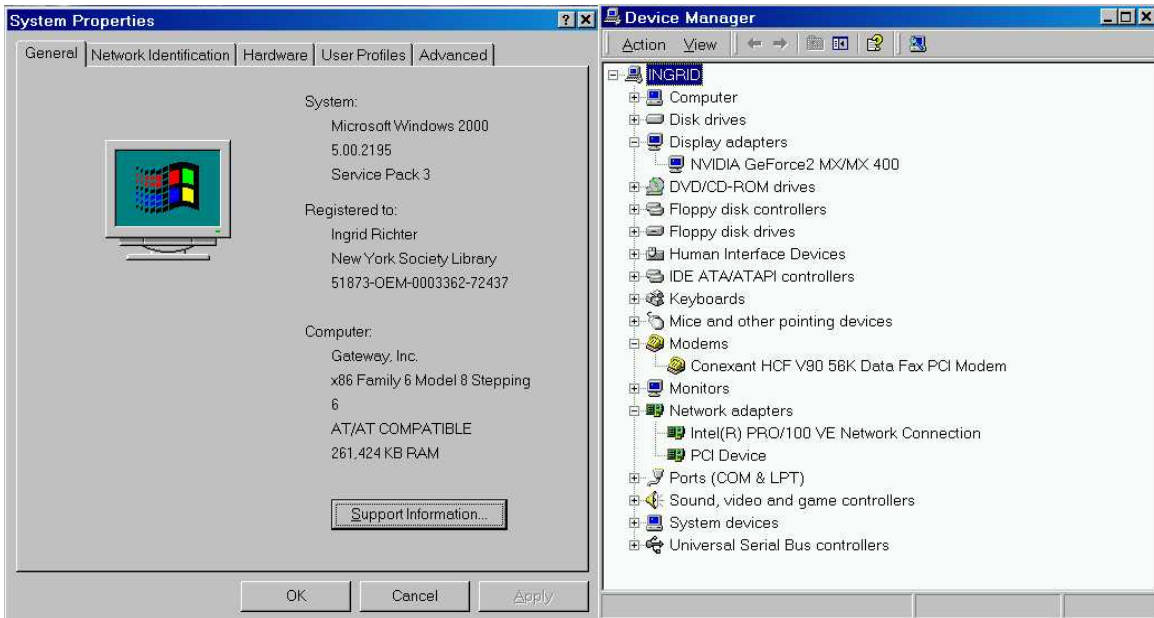 System Properties
General
Network Identification
Hardware
User Profiles
Advanced
System:
Microsoft Windows 2000
5.00.2195
Service Pack 3
Registered to:
Ingrid Richter
New York Society Library
51873-OEM-0003362-72437
Computer:
Gateway, Inc.
x86 Family 6 Model 8 Stepping
6
AT/AT COMPATIBLE
261,424 KB RAM
Support Information...
OK
Cancel
Apply
Device Manager
Action View
INGRID
Computer
Disk drives
Display adapters
NVIDIA GeForce2 MX/MX 400
DVD/CD-ROM drives
Floppy disk controllers
Floppy disk drives
Human Interface Devices
IDE ATA/ATAPI controllers
Keyboards
Mice and other pointing devices
Modems
Conexant HCF V90 56K Data Fax PCI Modem
Monitors
Network adapters
Intel(R) PRO/100 VE Network Connection
PCI Device
Ports (COM & LPT)
Sound, video and game controllers
System devices
Universal Serial Bus controllers